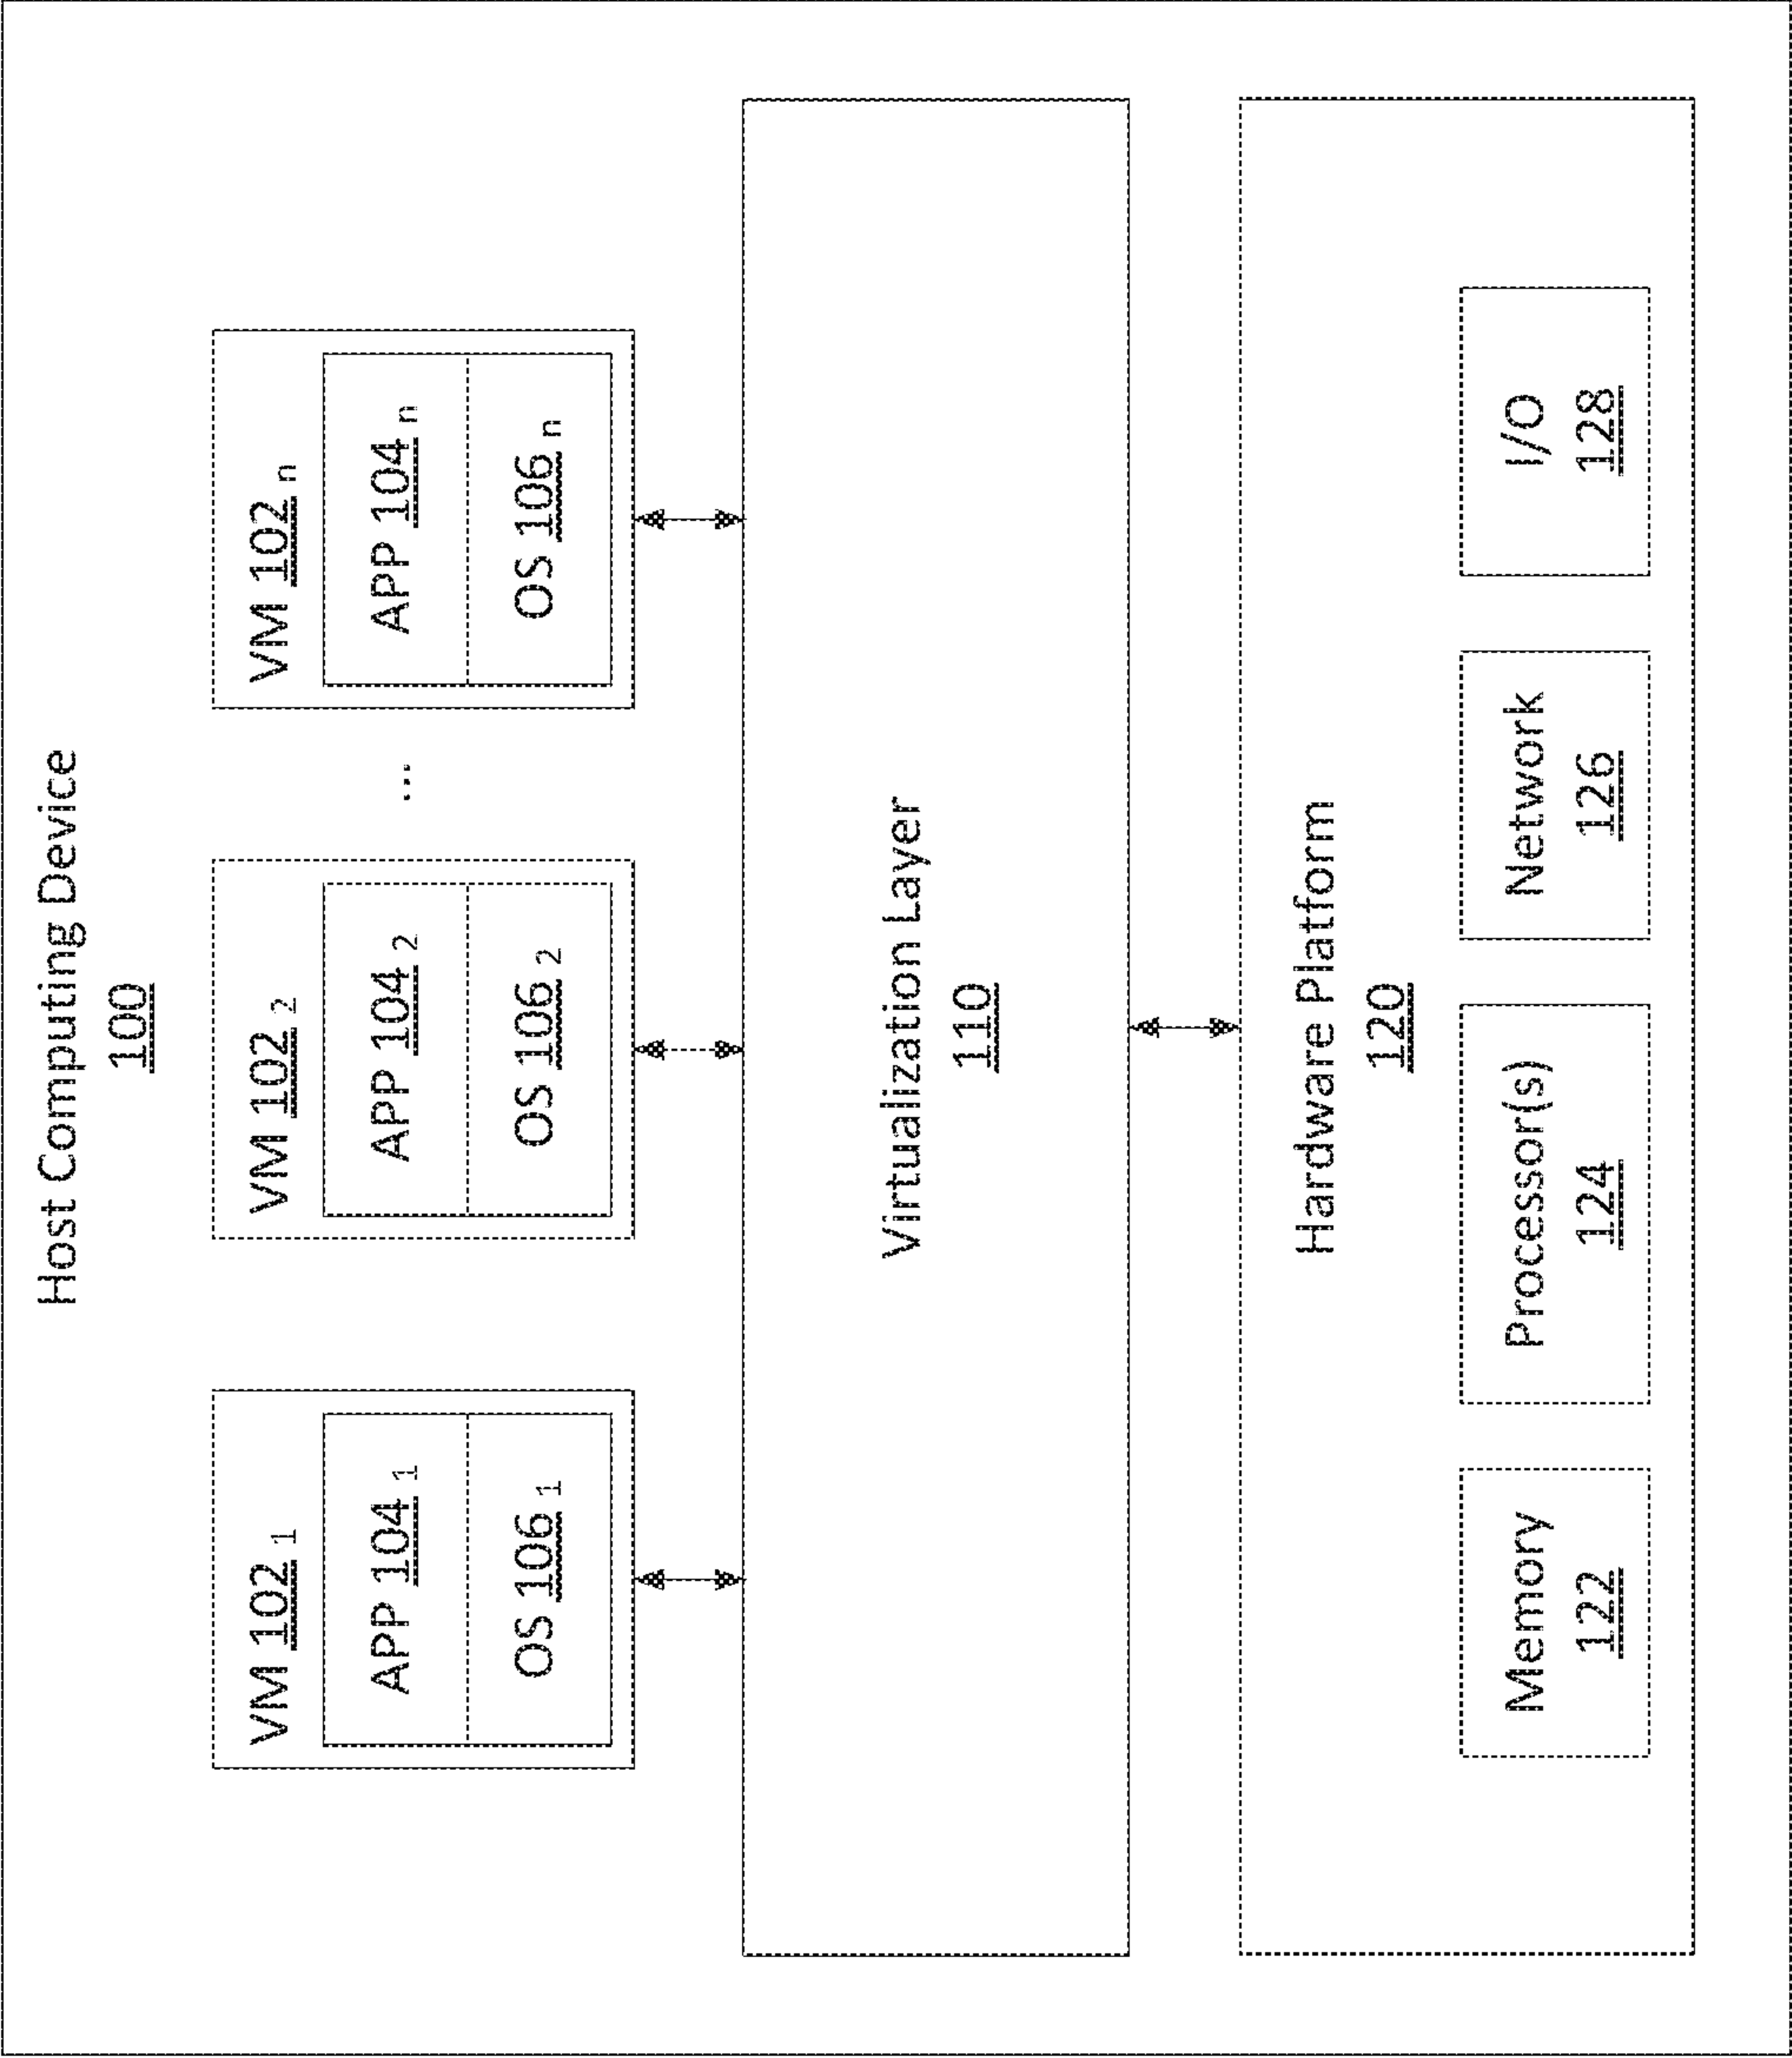 Host Computing Device
100
VM 102 1
APP 104 1
OS 106 1
VM 102 2
APP 104 2
OS 106 2
...
VM 102 n
APP 104 n
OS 106 n
Virtualization Layer
110
Hardware Platform
120
Memory
122
Processor(s)
124
Network
126
I/O
128